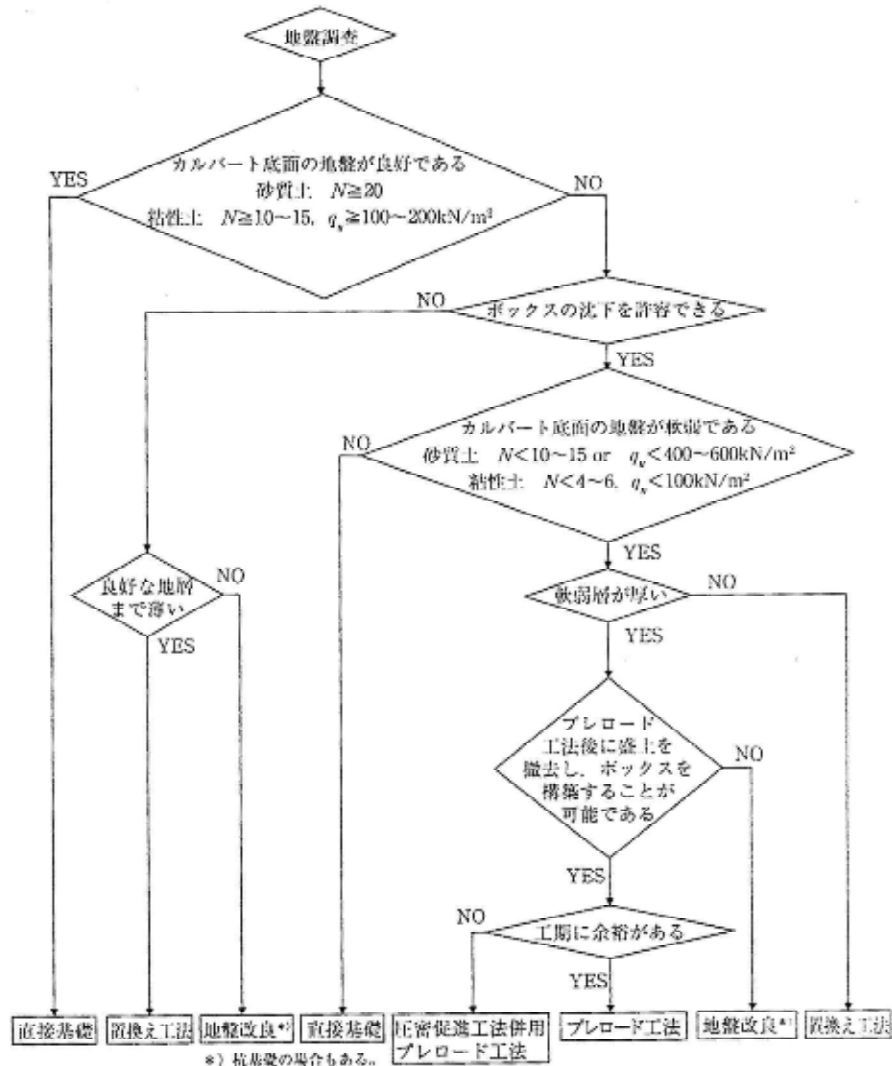 地盤調査
カルバート底面の地盤が良好である
砂質土 N≧20
粘性土 N≧10~15, qu≧100~200kN/m²
YES
NO
ボックスの沈下を許容できる
NO
YES
カルバート底面の地盤が軟弱である
砂質土 N<10~15 or qu<400~600kN/m²
粘性土 N<4~6, qu<100kN/m²
NO
YES
良好な地層
まで薄い
NO
YES
軟弱層が厚い
NO
YES
プレロード
工法後に盛土を
撤去し，ボックスを
構築することが
可能である
NO
YES
工期に余裕がある
NO
YES
直接基礎
置換え工法
地盤改良*)
直接基礎
圧密促進工法併用
プレロード工法
プレロード工法
地盤改良*)
置換え工法
*）杭基礎の場合もある。